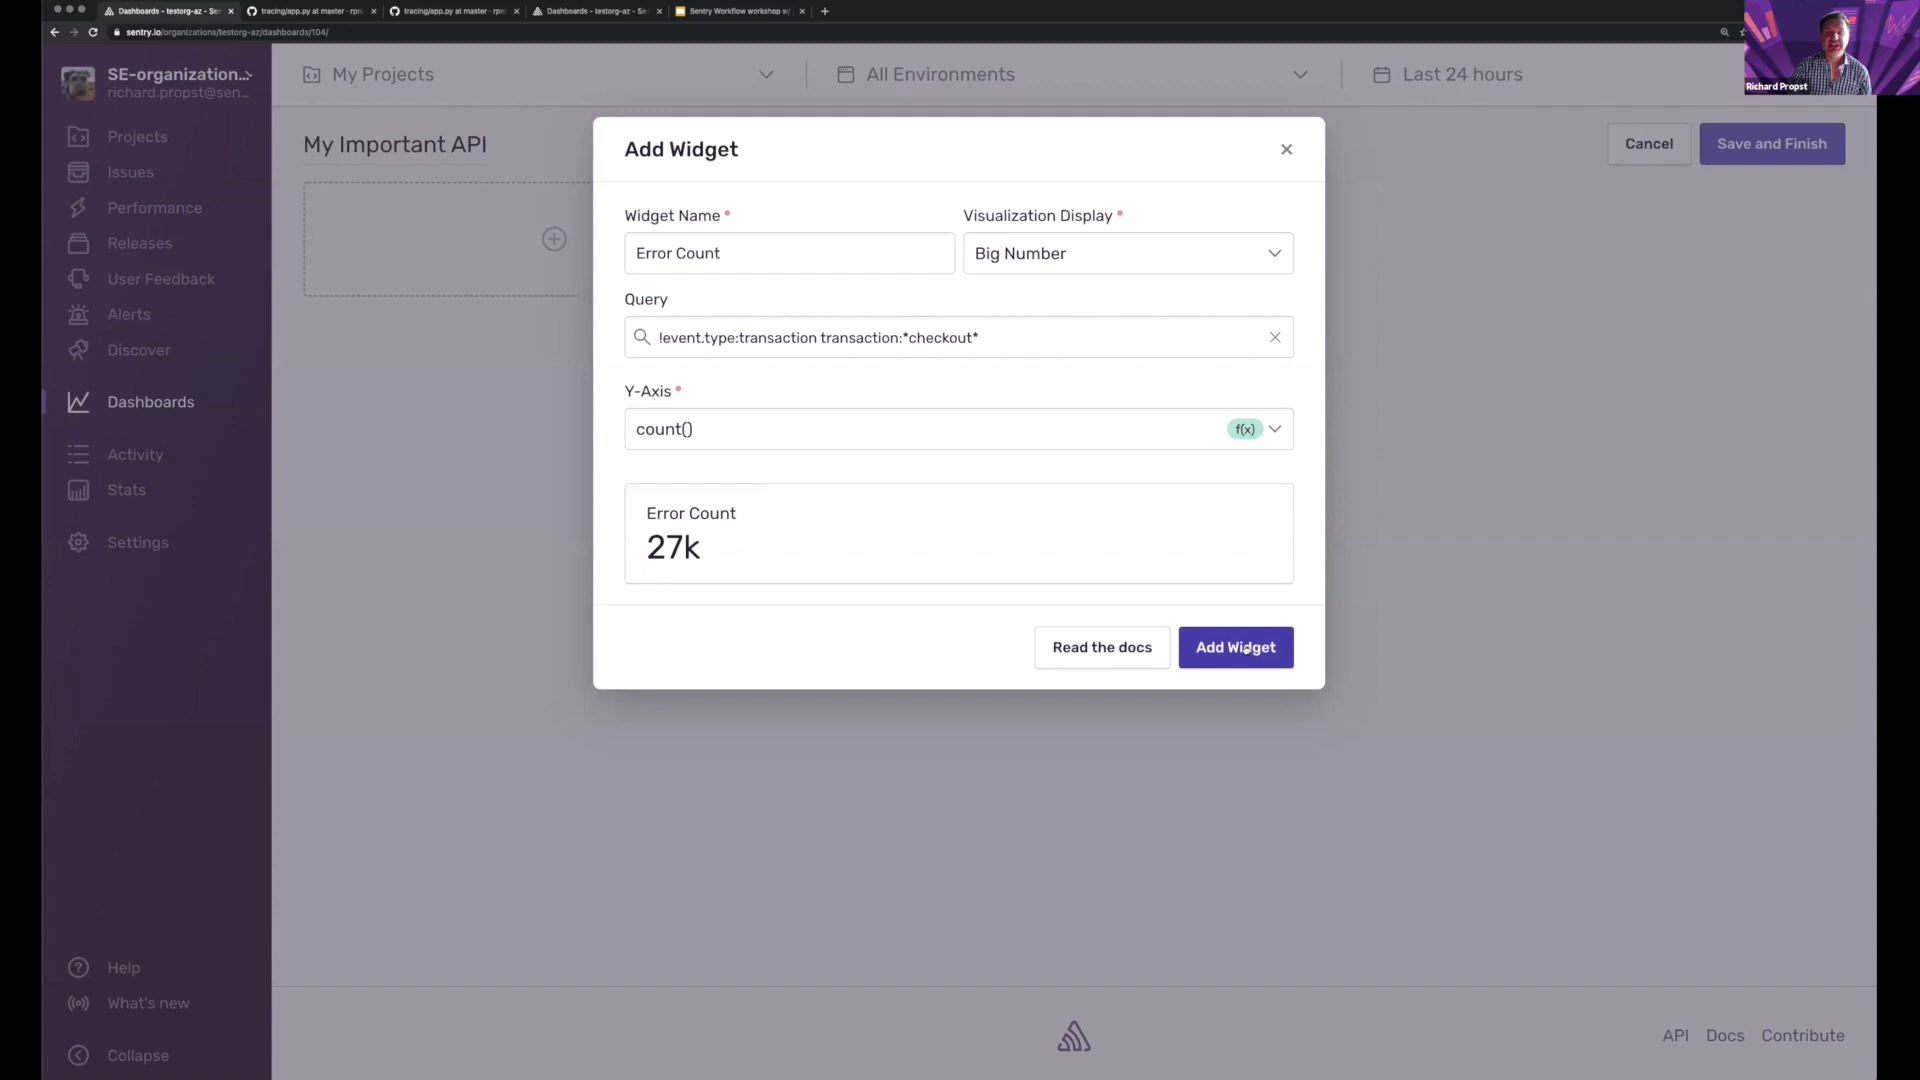 Dashboards - testorg-az - Sen
tracing/app.py at master · rpro
tracing/app.py at master · rpro
Dashboards - testorg-az - Sen
Sentry Workflow workshop w/
sentry.io/organizations/testorg-az/dashboards/104/
SE-organization...
richard.propst@sen...
Projects
Issues
Performance
Releases
User Feedback
Alerts
Discover
Dashboards
Activity
Stats
Settings
Help
What's new
Collapse
My Projects
All Environments
Last 24 hours
Richard Propst
My Important API
Cancel
Save and Finish
Add Widget
Widget Name *
Visualization Display *
Error Count
Big Number
Query
!event.type:transaction transaction:*checkout*
Y-Axis *
count()
f(x)
Error Count
27k
Read the docs
Add Widget
API
Docs
Contribute